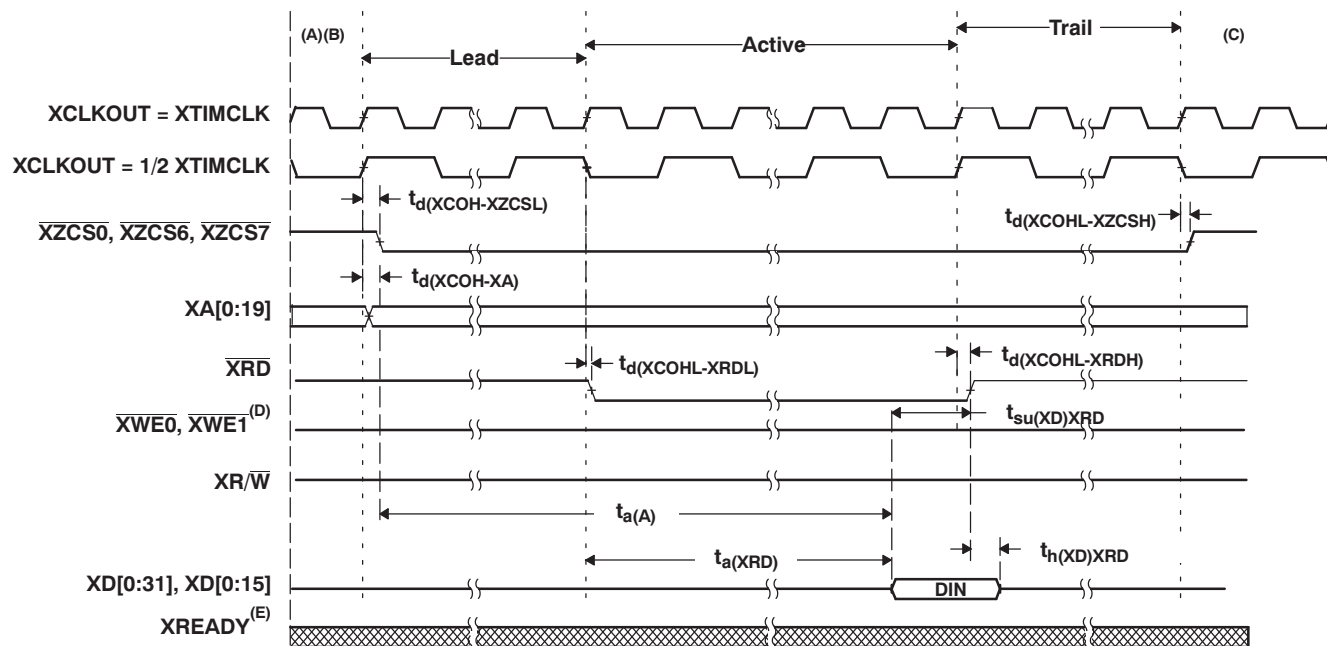 (A)(B)
Lead
Active
Trail
(C)
XCLKOUT = XTIMCLK
XCLKOUT = 1/2 XTIMCLK
td(XCOH-XZCSL)
td(XCOHL-XZCSH)
XZCS0, XZCS6, XZCS7
td(XCOH-XA)
XA[0:19]
XRD
td(XCOHL-XRDL)
td(XCOHL-XRDH)
XWE0, XWE1(D)
tsu(XD)XRD
XR/W
ta(A)
ta(XRD)
th(XD)XRD
XD[0:31], XD[0:15]
DIN
XREADY(E)